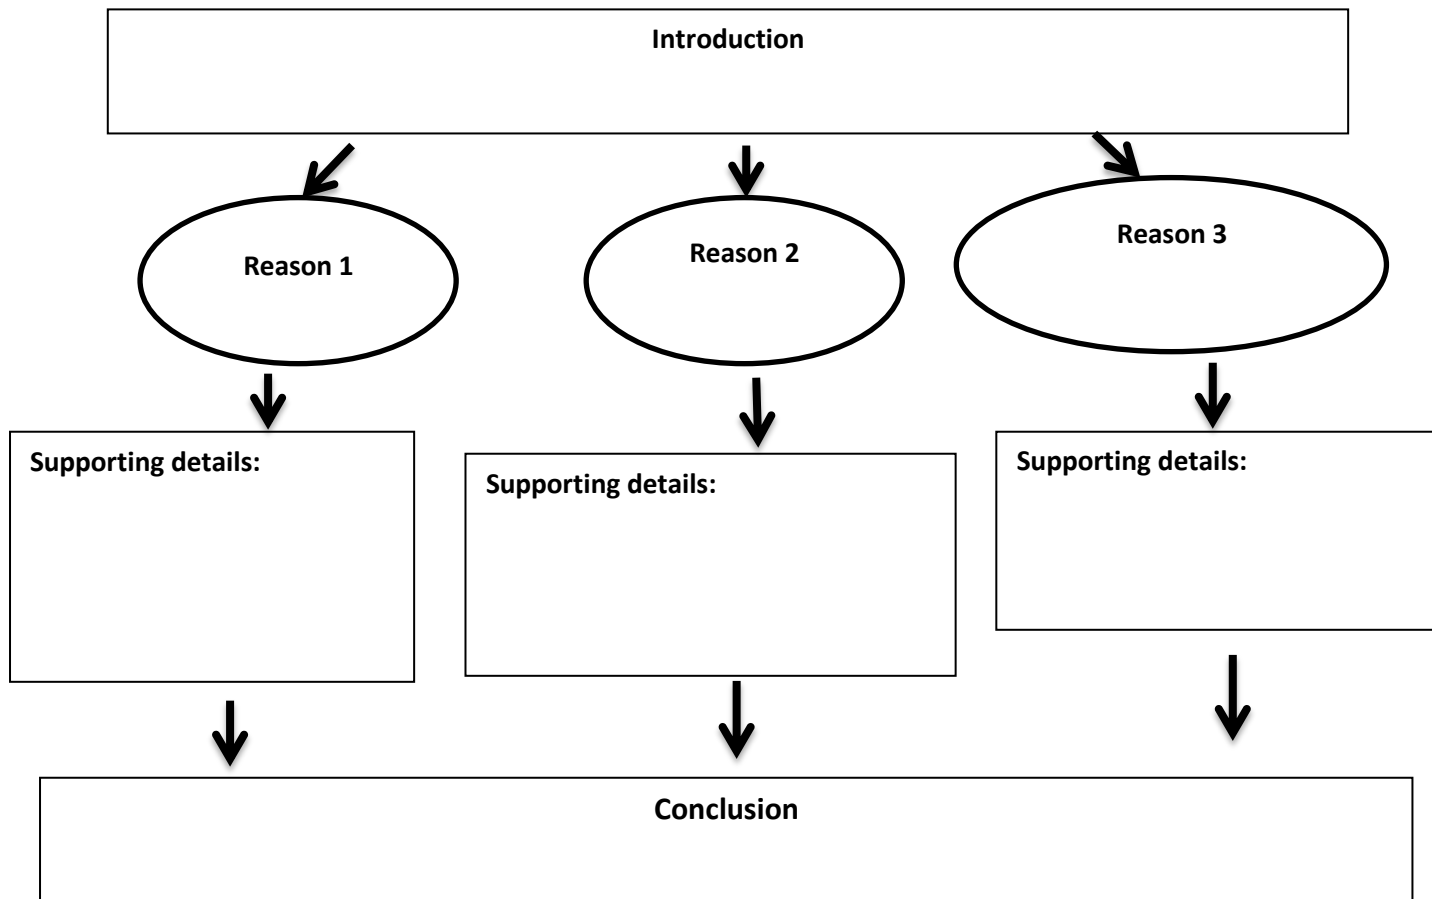 Introduction
Reason 1
Reason 2
Reason 3
Supporting details:
Supporting details:
Supporting details:
Conclusion